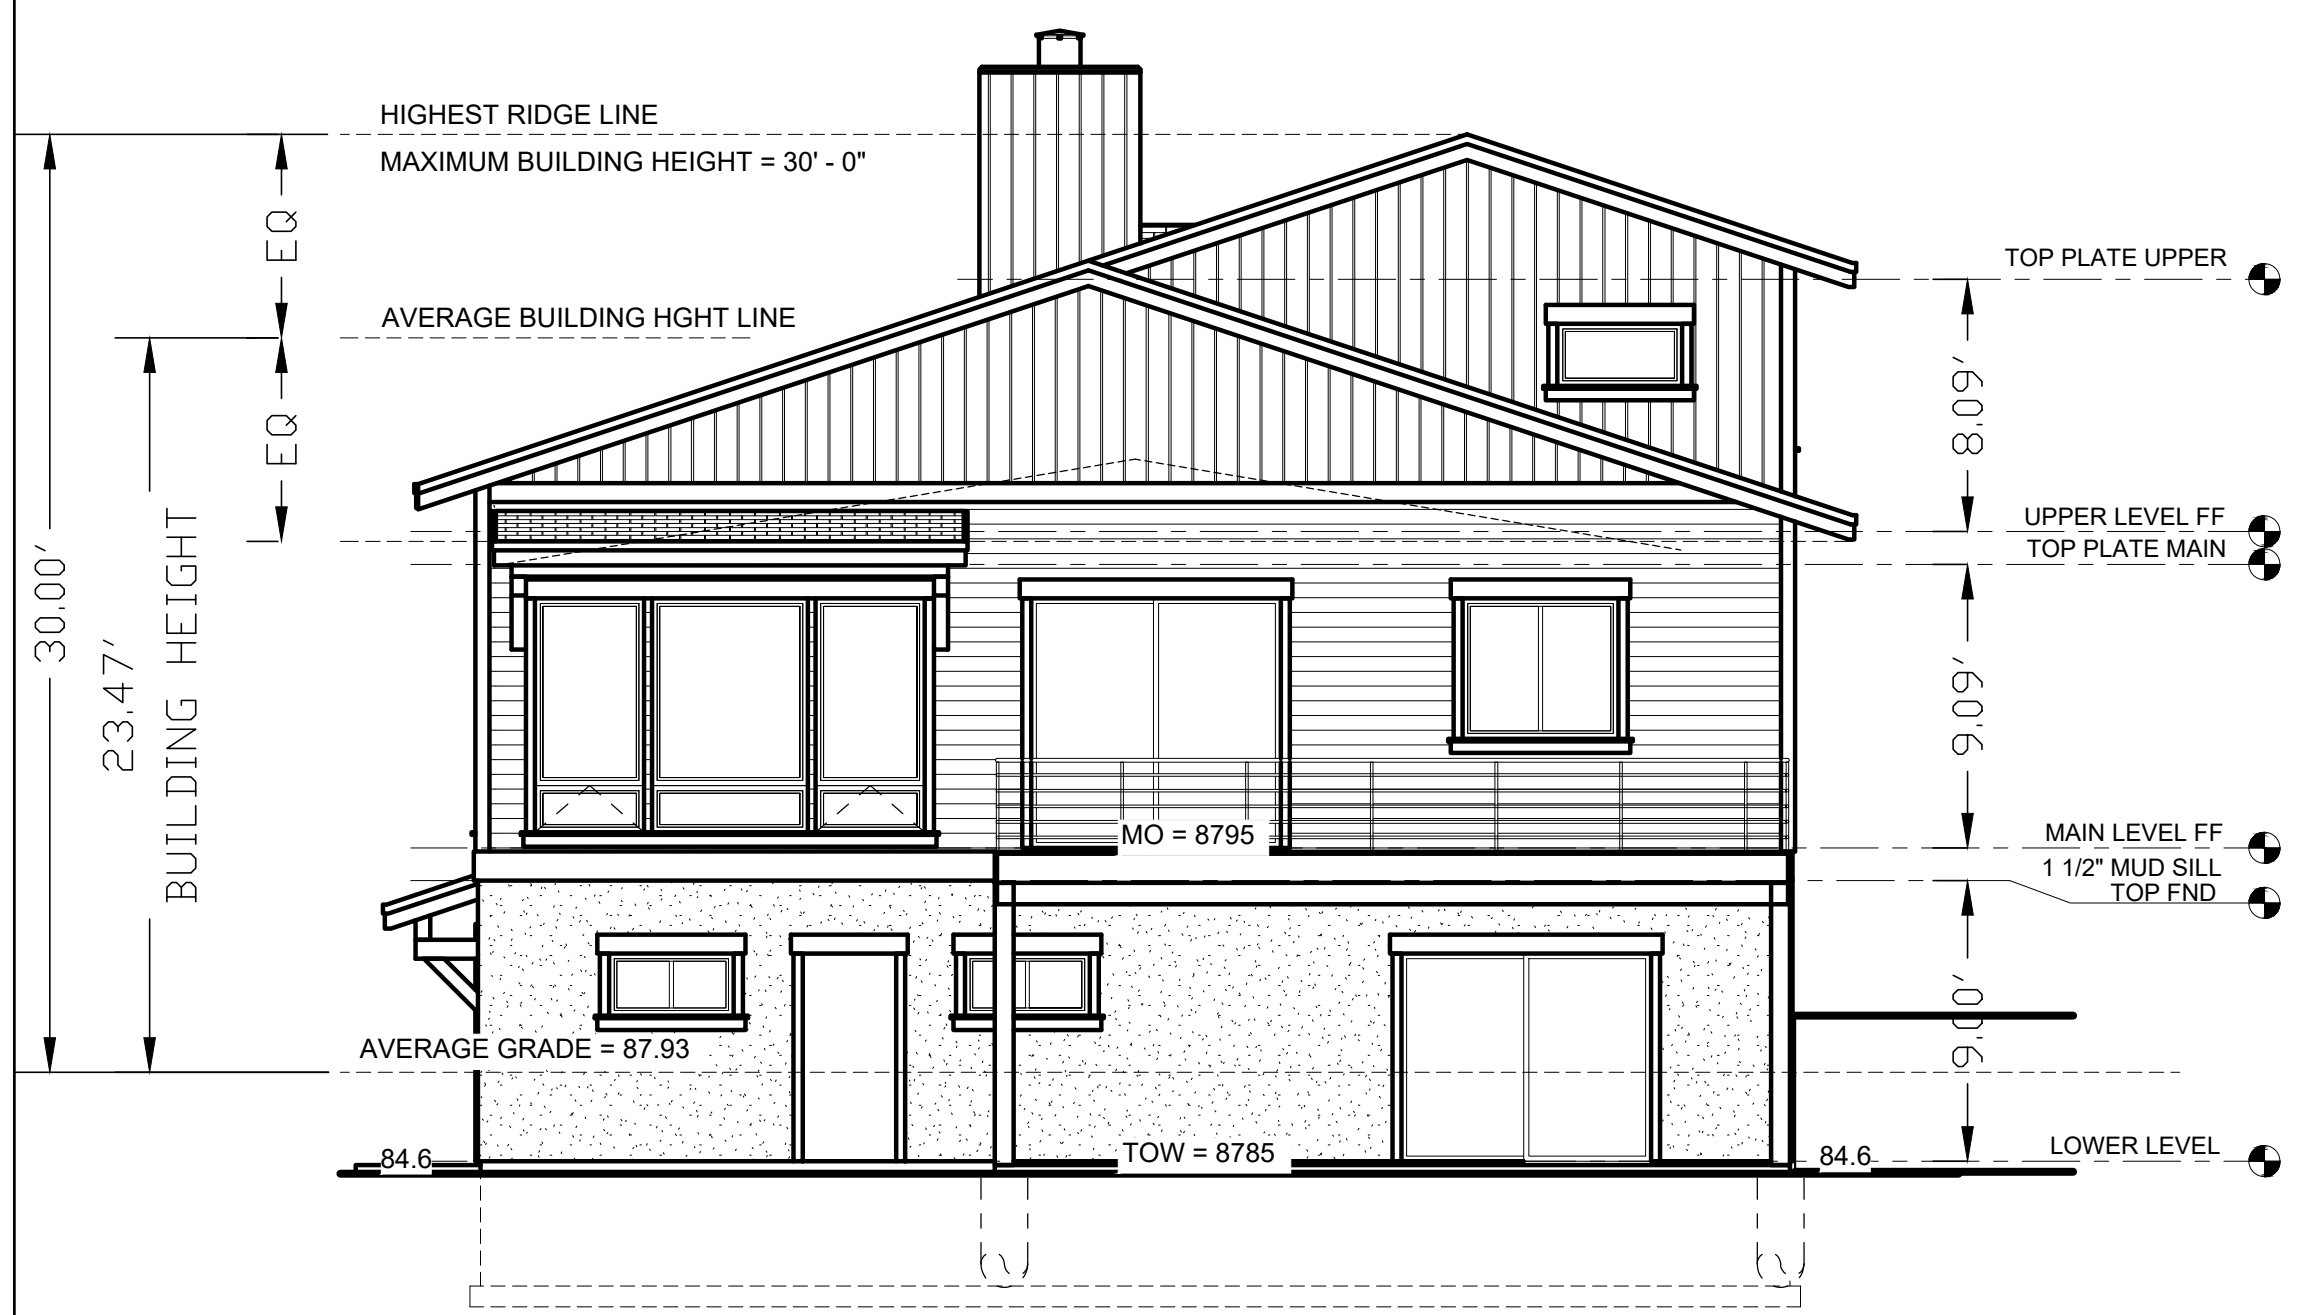 HIGHEST RIDGE LINE
MAXIMUM BUILDING HEIGHT = 30' - 0"
EQ
TOP PLATE UPPER
AVERAGE BUILDING HGHT LINE
EQ
8.09'
UPPER LEVEL FF
TOP PLATE MAIN
30.00'
23.47'
BUILDING HEIGHT
9.09'
MO = 8795
MAIN LEVEL FF
1 1/2" MUD SILL
TOP FND
9.00'
AVERAGE GRADE = 87.93
84.6
TOW = 8785
84.6
LOWER LEVEL